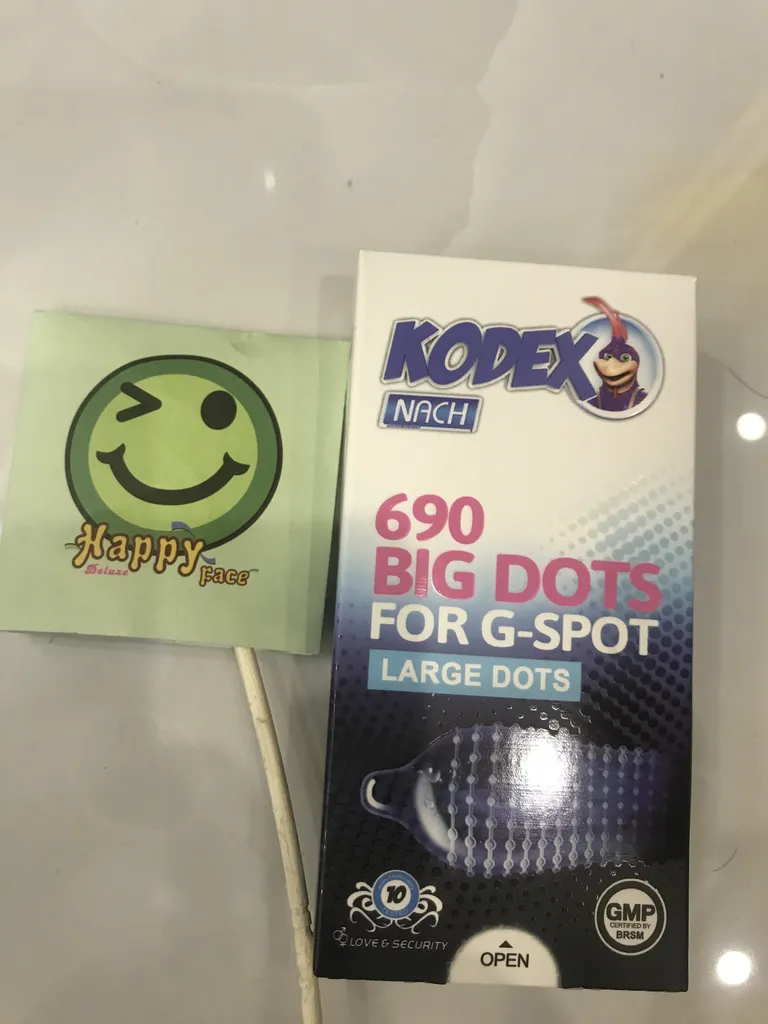 Happy
Deluxe
Face
KODEX
NACH
690
BIG DOTS
FOR G-SPOT
LARGE DOTS
10
LOVE & SECURITY
OPEN
GMP
CERTIFIED BY
BRSM